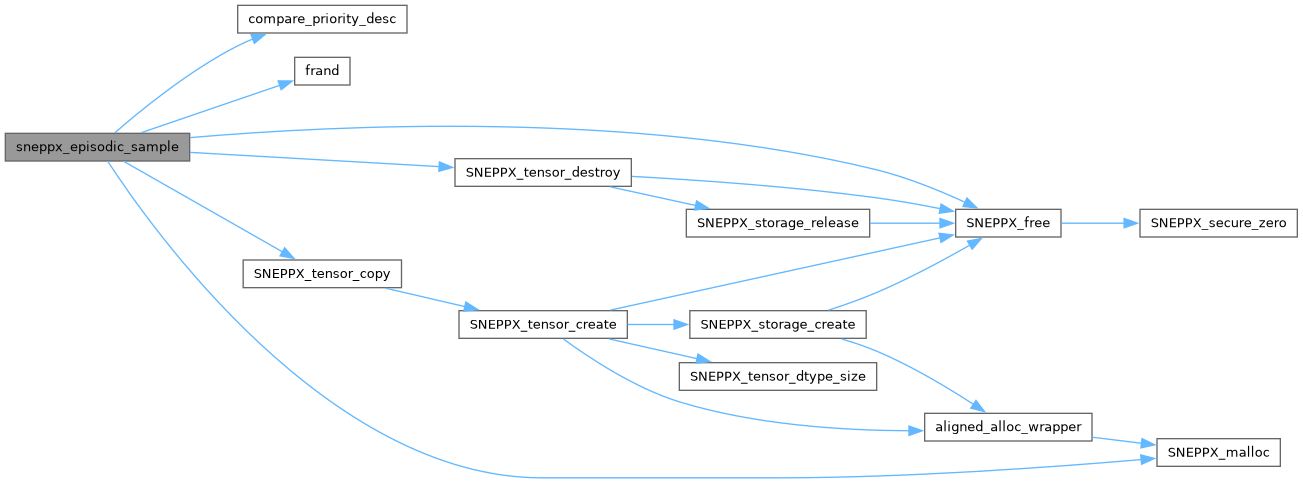 compare_priority_desc
frand
sneppx_episodic_sample
SNEPPX_tensor_destroy
SNEPPX_storage_release
SNEPPX_free
SNEPPX_secure_zero
SNEPPX_tensor_copy
SNEPPX_tensor_create
SNEPPX_storage_create
SNEPPX_tensor_dtype_size
aligned_alloc_wrapper
SNEPPX_malloc